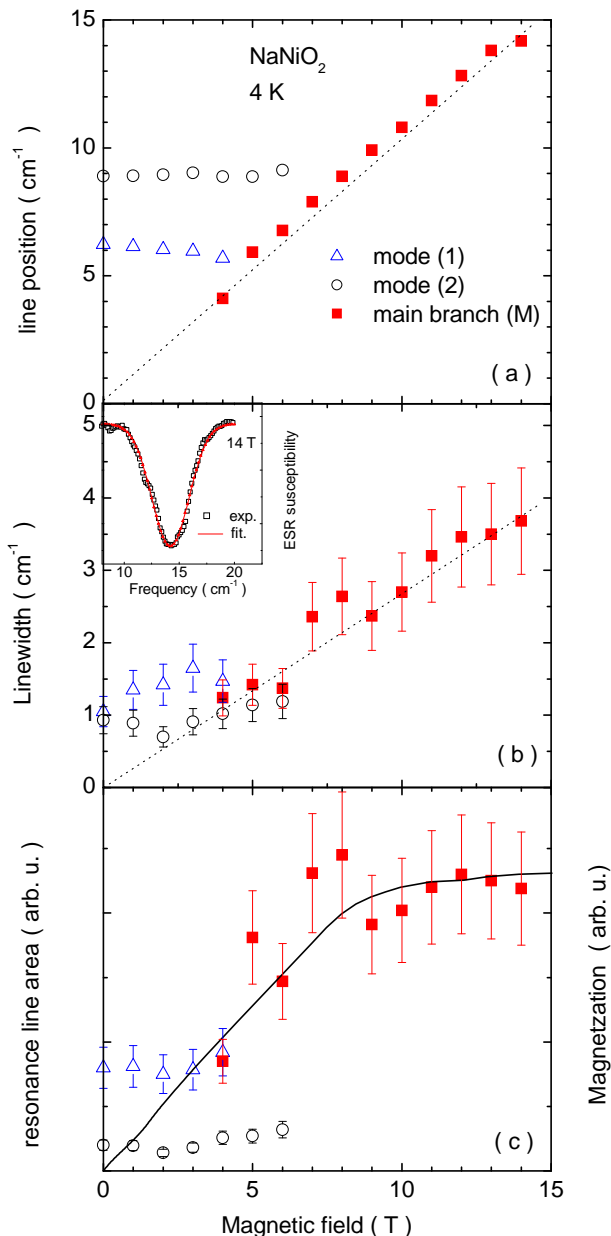 15
NaNiO₂
4 K
10
line position ( cm⁻¹ )
5
mode (1)
mode (2)
main branch (M)
( a )
0
5
14 T
ESR susceptibility
4
exp.
fit.
10 15 20
Frequency ( cm⁻¹ )
3
Linewidth ( cm⁻¹ )
2
1
( b )
0
resonance line area ( arb. u. )
Magnetzation ( arb. u. )
( c )
0 5 10 15
Magnetic field ( T )